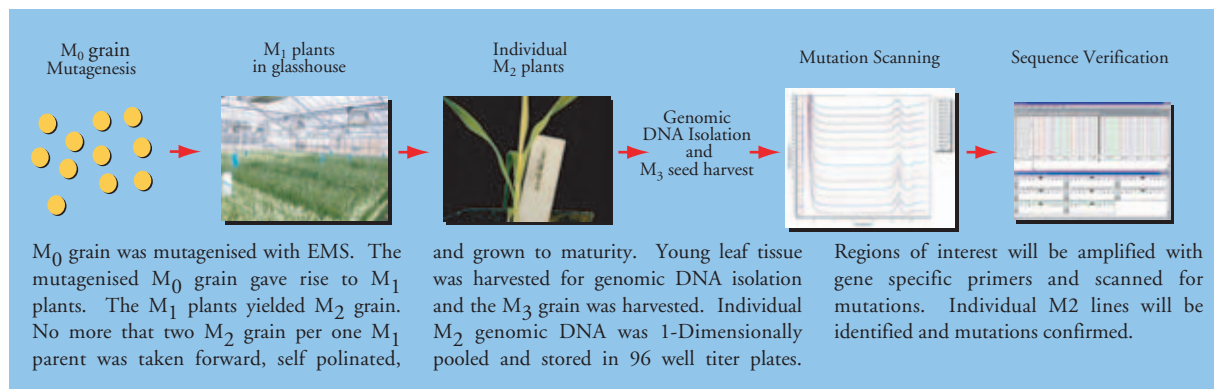 M0 grain
Mutagenesis
M1 plants
in glasshouse
Individual
M2 plants
Genomic
DNA Isolation
and
M3 seed harvest
Mutation Scanning
Sequence Verification
M0 grain was mutagenised with EMS. The
mutagenised M0 grain gave rise to M1
plants. The M1 plants yielded M2 grain.
No more that two M2 grain per one M1
parent was taken forward, self polinated,
and grown to maturity. Young leaf tissue
was harvested for genomic DNA isolation
and the M3 grain was harvested. Individual
M2 genomic DNA was 1-Dimensionally
pooled and stored in 96 well titer plates.
Regions of interest will be amplified with
gene specific primers and scanned for
mutations. Individual M2 lines will be
identified and mutations confirmed.